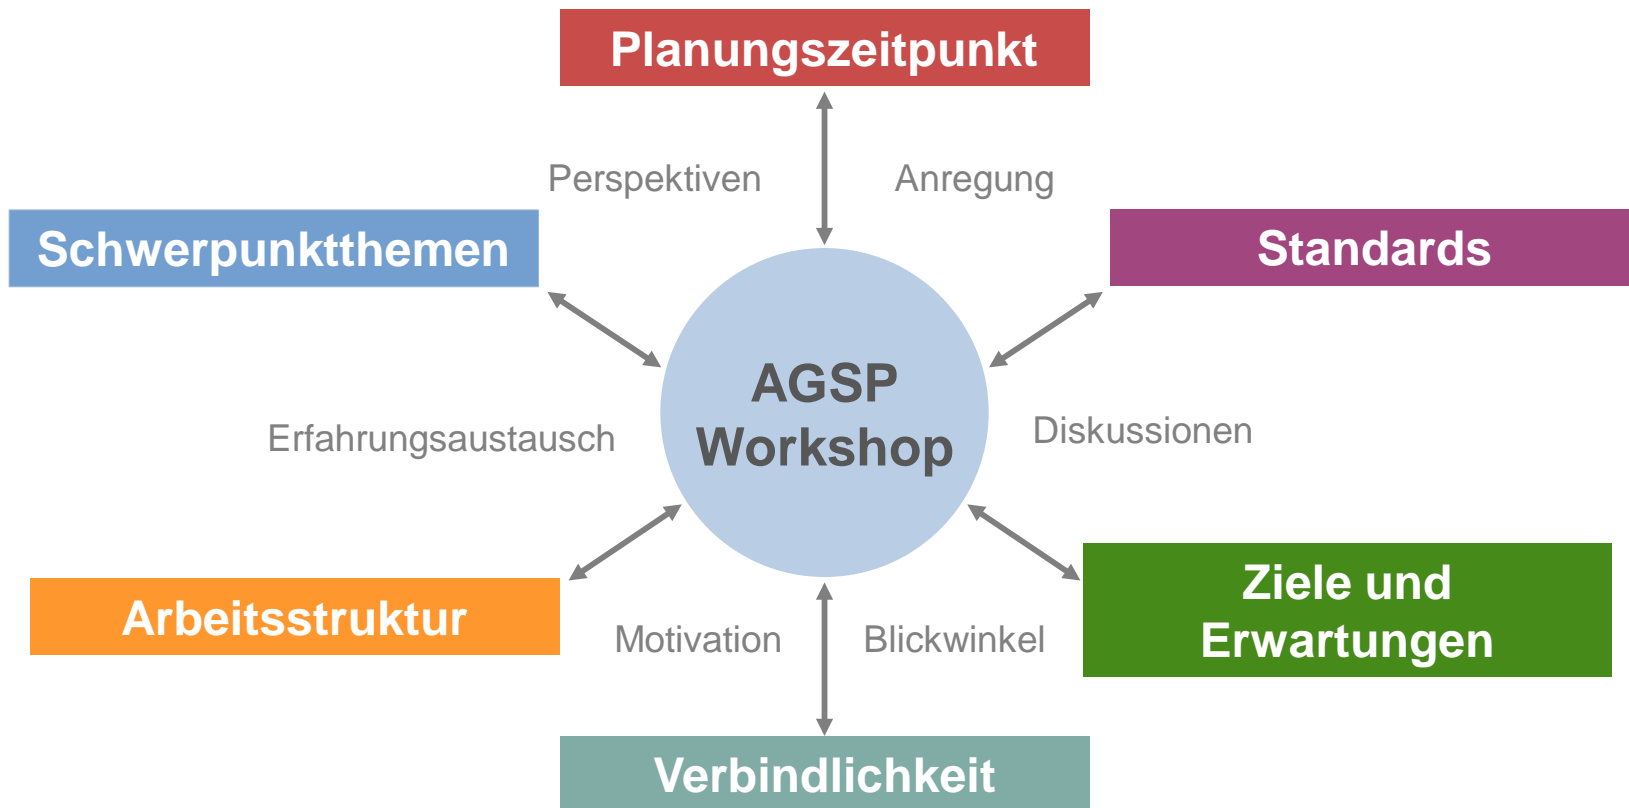 Planungszeitpunkt
Perspektiven
Anregung
Schwerpunktthemen
Standards
AGSP
Workshop
Erfahrungsaustausch
Diskussionen
Arbeitsstruktur
Ziele und
Erwartungen
Motivation
Blickwinkel
Verbindlichkeit